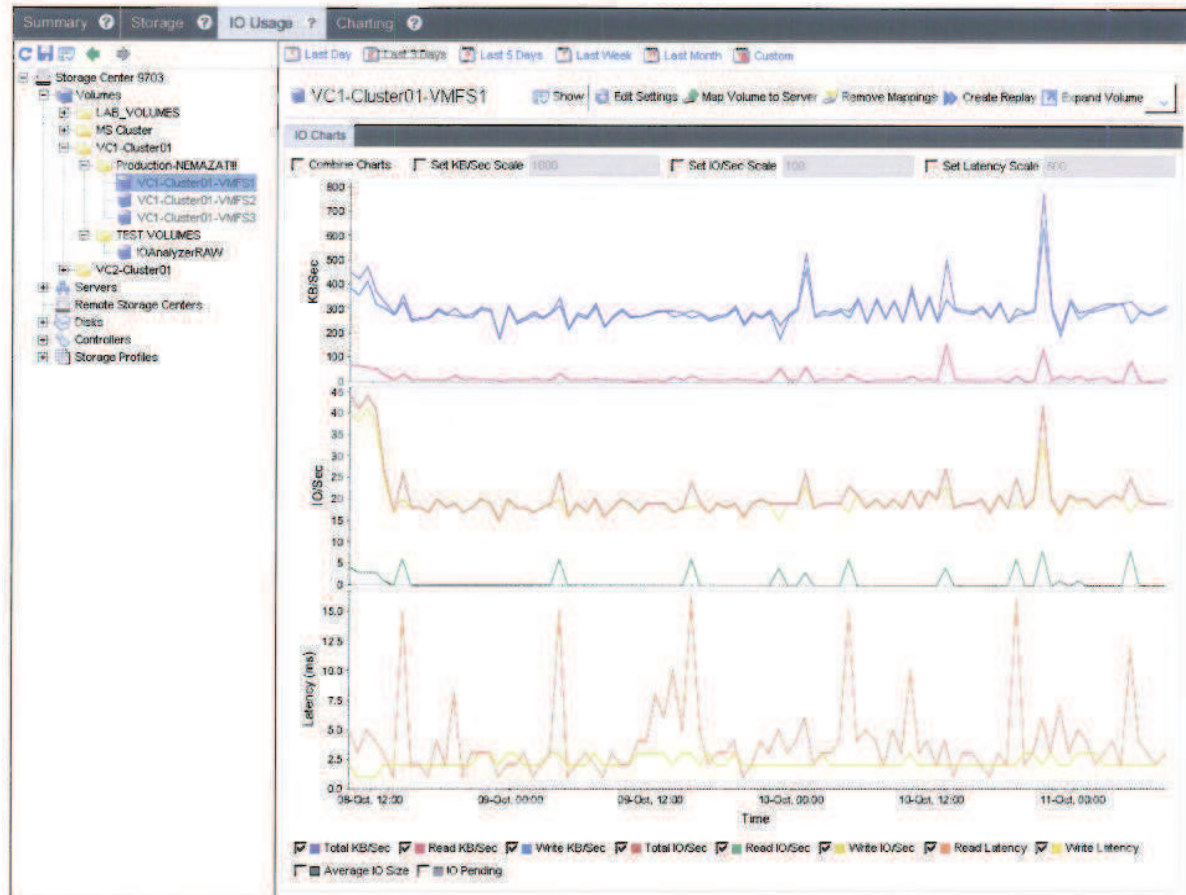 Summary ? Storage ? IO Usage ? Charting ?
Last Day Last 3 Days Last 5 Days Last Week Last Month Custom
Storage Center 9703
Volumes
LAB_VOLUMES
MS Cluster
VC1-Cluster01
Production-NEMAZAT!!!
VC1-Cluster01-VMFS1
VC1-Cluster01-VMFS2
VC1-Cluster01-VMFS3
TEST VOLUMES
IOAnalyzerRAW
VC2-Cluster01
Servers
Remote Storage Centers
Disks
Controllers
Storage Profiles
VC1-Cluster01-VMFS1 Show Edit Settings Map Volume to Server Remove Mappings Create Replay Expand Volume
IO Charts
Combine Charts Set KB/Sec Scale 1000 Set IO/Sec Scale 100 Set Latency Scale 500
KB/Sec
800
700
600
500
400
300
200
100
0
IO/Sec
45
40
35
30
25
20
15
10
5
0
Latency (ms)
15.0
12.5
10.0
7.5
5.0
2.5
0.0
08-Oct, 12:00 09-Oct, 00:00 09-Oct, 12:00 10-Oct, 00:00 10-Oct, 12:00 11-Oct, 00:00
Time
Total KB/Sec Read KB/Sec Write KB/Sec Total IO/Sec Read IO/Sec Write IO/Sec Read Latency Write Latency
Average IO Size IO Pending